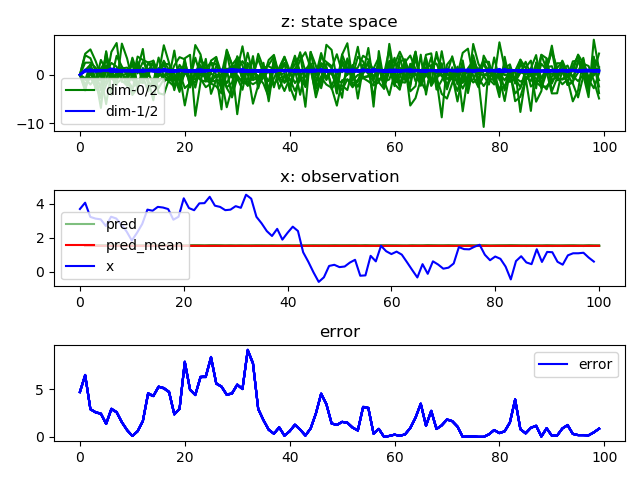 z: state space
0
−10
dim-0/2
dim-1/2
0 20 40 60 80 100
x: observation
4
2
0
pred
pred_mean
x
0 20 40 60 80 100
error
5
0
error
0 20 40 60 80 100